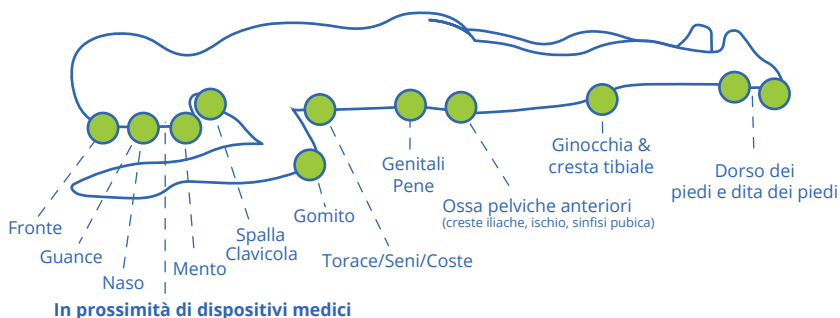 Fronte
Guance
Naso
In prossimità di dispositivi medici
Mento
Spalla
Clavicola
Gomito
Torace/Seni/Coste
Genitali
Pene
Ossa pelviche anteriori
(creste iliache, ischio, sinfisi pubica)
Ginocchia &
cresta tibiale
Dorso dei
piedi e dita dei piedi